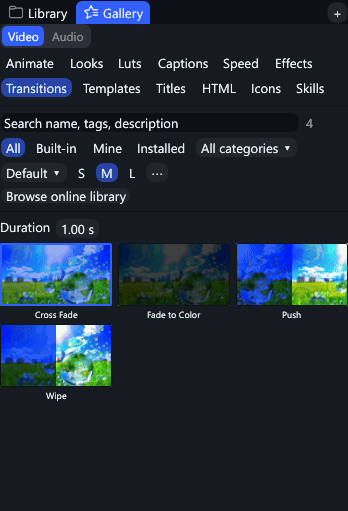 Library Gallery +
Video Audio
Animate Looks Luts Captions Speed Effects
Transitions Templates Titles HTML Icons Skills
Search name, tags, description 4
All Built-in Mine Installed All categories ▼
Default ▼ S M L ...
Browse online library
Duration 1.00 s
Cross Fade Fade to Color Push
Wipe